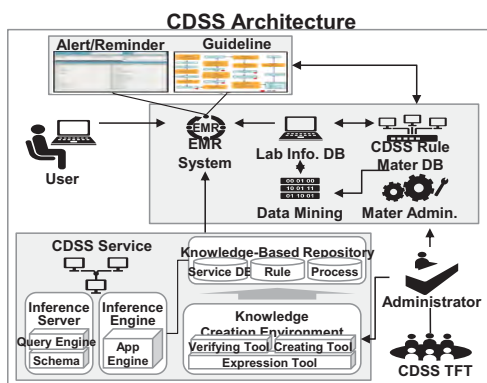 CDSS Architecture
Alert/Reminder
Guideline
EMR
EMR
System
User
Lab Info. DB
CDSS Rule
Mater DB
00 01 00
10 01 11
01 10 01
Data Mining
Mater Admin.
CDSS Service
Knowledge-Based Repository
Service DB
Rule
Process
Inference
Server
Query Engine
Schema
Inference
Engine
App
Engine
Knowledge
Creation Environment
Verifying Tool
Creating Tool
Expression Tool
Administrator
CDSS TFT